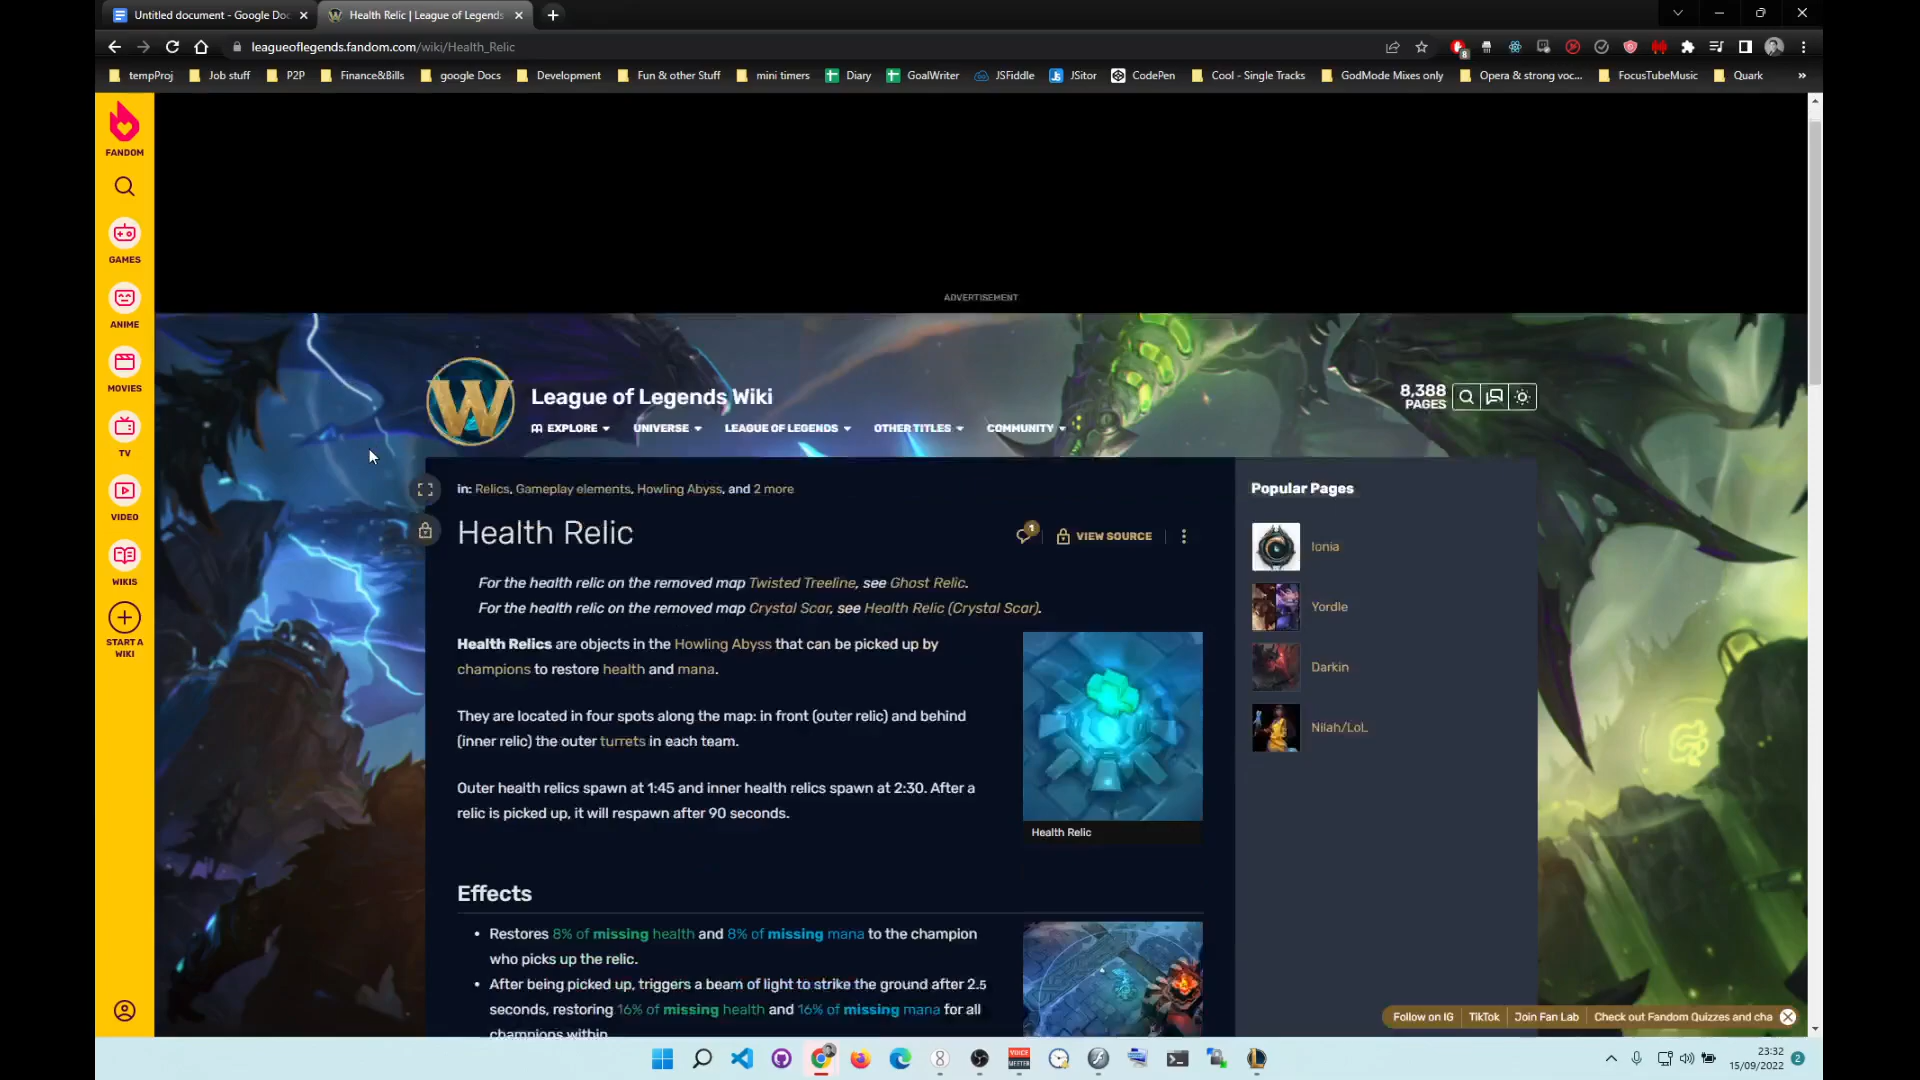 Untitled document - Google Doc
Health Relic | League of Legends
leagueoflegends.fandom.com/wiki/Health_Relic
8
tempProj
Job stuff
P2P
Finance&Bills
google Docs
Development
Fun & other Stuff
mini timers
Diary
GoalWriter
JSFiddle
JSitor
CodePen
Cool - Single Tracks
GodMode Mixes only
Opera & strong voc...
FocusTubeMusic
Quark
»
FANDOM
GAMES
ANIME
MOVIES
TV
VIDEO
WIKIS
START A
WIKI
ADVERTISEMENT
W
League of Legends Wiki
EXPLORE
UNIVERSE
LEAGUE OF LEGENDS
OTHER TITLES
COMMUNITY
8,388
PAGES
in: Relics, Gameplay elements, Howling Abyss, and 2 more
Health Relic
1
VIEW SOURCE
For the health relic on the removed map Twisted Treeline, see Ghost Relic.
For the health relic on the removed map Crystal Scar, see Health Relic (Crystal Scar).
Health Relics are objects in the Howling Abyss that can be picked up by
champions to restore health and mana.
They are located in four spots along the map: in front (outer relic) and behind
(inner relic) the outer turrets in each team.
Outer health relics spawn at 1:45 and inner health relics spawn at 2:30. After a
relic is picked up, it will respawn after 90 seconds.
Health Relic
Effects
• Restores 8% of missing health and 8% of missing mana to the champion
who picks up the relic.
• After being picked up, triggers a beam of light to strike the ground after 2.5
seconds, restoring 16% of missing health and 16% of missing mana for all
champions within
Popular Pages
Ionia
Yordle
Darkin
Nilah/LoL
Follow on IG
TikTok
Join Fan Lab
Check out Fandom Quizzes and cha
VOICE
MEETER
23:32
15/09/2022
2